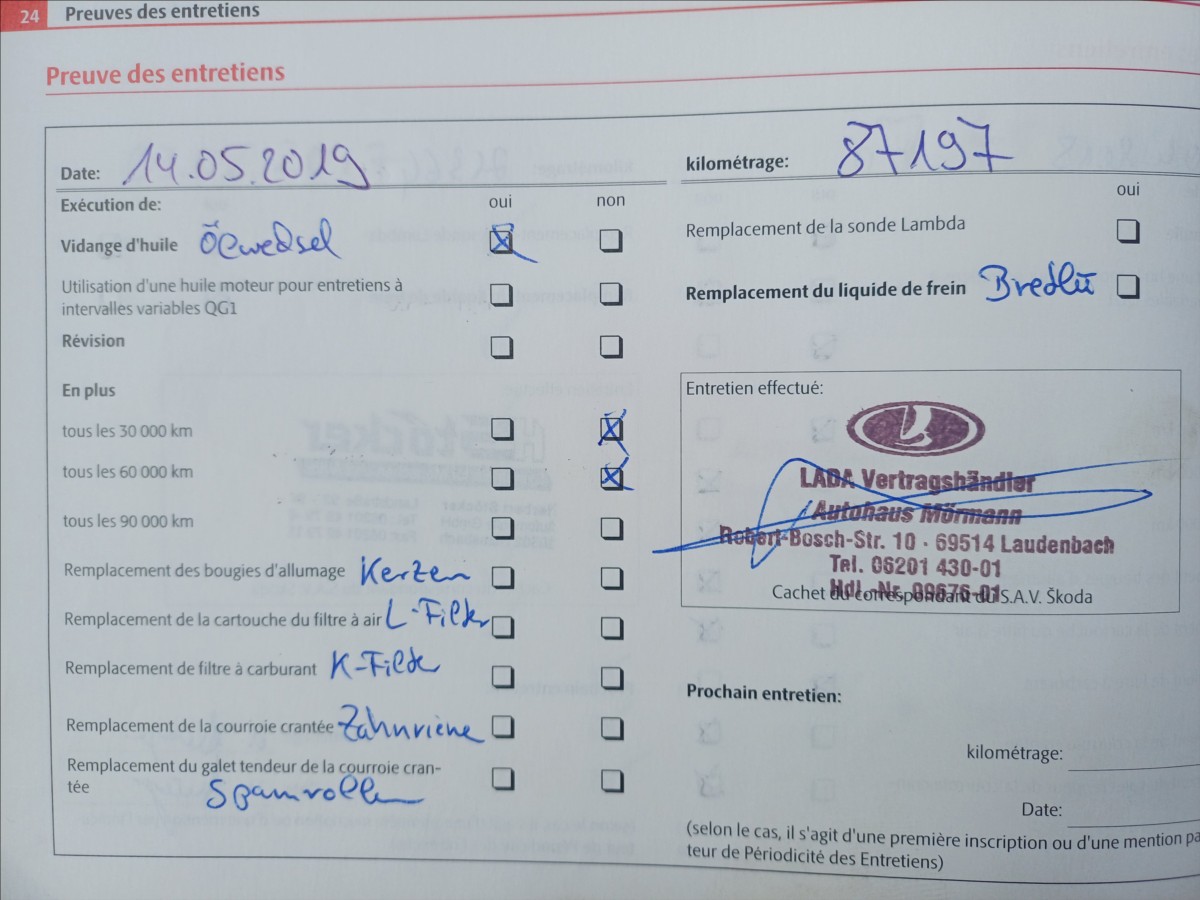 24 Preuves des entretiens
Preuve des entretiens
Date: 14.05.2019
kilométrage: 87197
Exécution de: oui non
Vidange d'huile Ölwechsel
Utilisation d'une huile moteur pour entretiens à
intervalles variables QG1
Révision
En plus
tous les 30 000 km
tous les 60 000 km
tous les 90 000 km
Remplacement des bougies d'allumage Kerzen
Remplacement de la cartouche du filtre à air L-Filter
Remplacement de filtre à carburant K-Filter
Remplacement de la courroie crantée Zahnrieme
Remplacement du galet tendeur de la courroie cran-
tée Spannrolle
oui
Remplacement de la sonde Lambda
Remplacement du liquide de frein
Entretien effectué:
LADA Vertragshändler
Autohaus Mörmann
Robert-Bosch-Str. 10 · 69514 Laudenbach
Tel. 06201 430-01
Hdl.-Nr. 09676-01
Cachet du correspondant du S.A.V. Škoda
Prochain entretien:
kilométrage:
Date:
(selon le cas, il s'agit d'une première inscription ou d'une mention
teur de Périodicité des Entretiens)